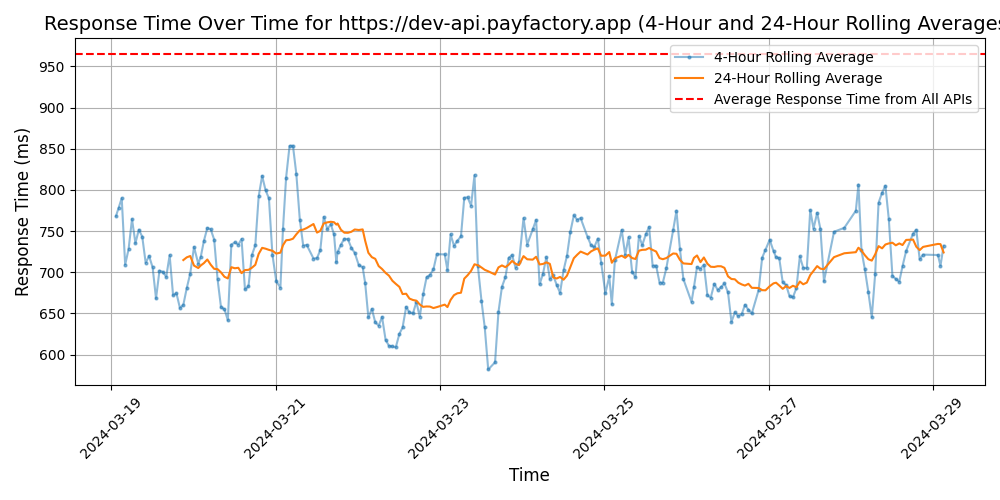 Response Time Over Time for https://dev-api.payfactory.app (4-Hour and 24-Hour Rolling Averages
4-Hour Rolling Average
24-Hour Rolling Average
Average Response Time from All APIs
Response Time (ms)
950
900
850
800
750
700
650
600
2024-03-19
2024-03-21
2024-03-23
2024-03-25
2024-03-27
2024-03-29
Time